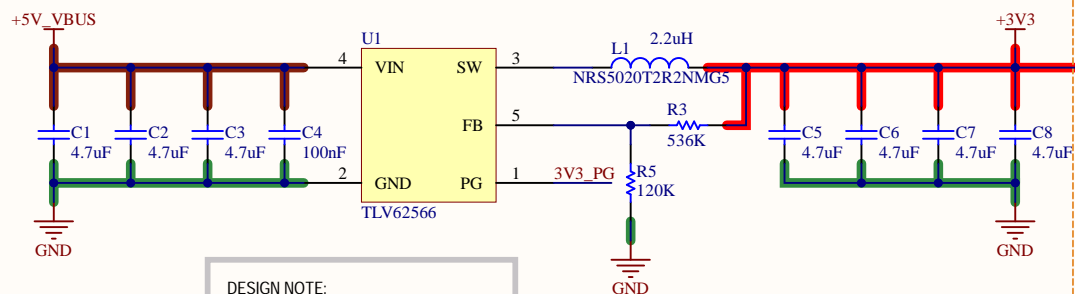 +5V_VBUS
+3V3
U1
L1
2.2uH
4
VIN
SW
3
NRS5020T2R2NMG5
R3
FB
5
536K
C1
4.7uF
C2
4.7uF
C3
4.7uF
C4
100nF
C5
4.7uF
C6
4.7uF
C7
4.7uF
C8
4.7uF
2
GND
PG
1
3V3_PG
R5
120K
TLV62566
GND
GND
GND
DESIGN NOTE: